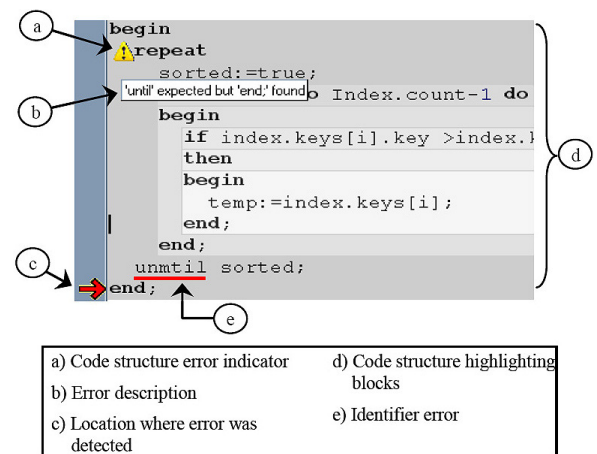 begin
a
repeat
sorted:=true;
'until' expected but 'end;' found
o Index.count-1 do
b
begin
if index.keys[i].key >index.k
then
d
begin
temp:=index.keys[i];
end;
end;
c
unmtil sorted;
end;
e
a) Code structure error indicator
b) Error description
c) Location where error was
detected
d) Code structure highlighting
blocks
e) Identifier error